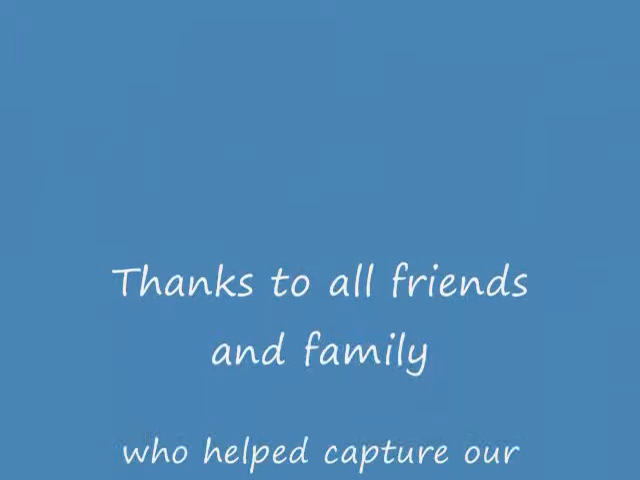 Thanks to all friends
and family
who helped capture our